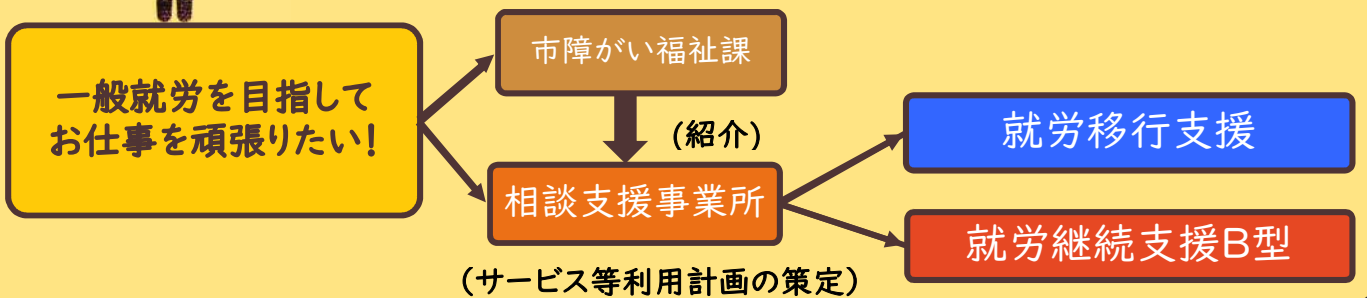 一般就労を目指して
お仕事を頑張りたい!
市障がい福祉課
(紹介)
相談支援事業所
(サービス等利用計画の策定)
就労移行支援
就労継続支援B型